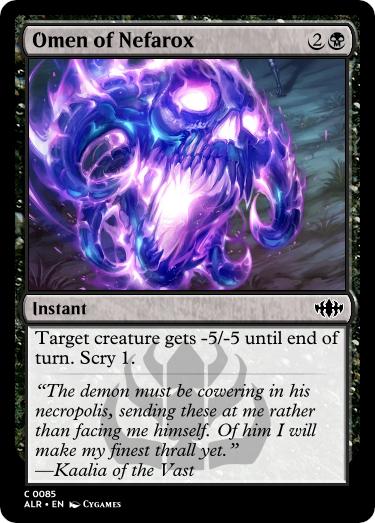 Omen of Nefarox 2
Instant
Target creature gets -5/-5 until end of
turn. Scry 1.
“The demon must be cowering in his
necropolis, sending these at me rather
than facing me himself. Of him I will
make my finest thrall yet.”
—Kaalia of the Vast
C 0085
ALR • EN Cygames